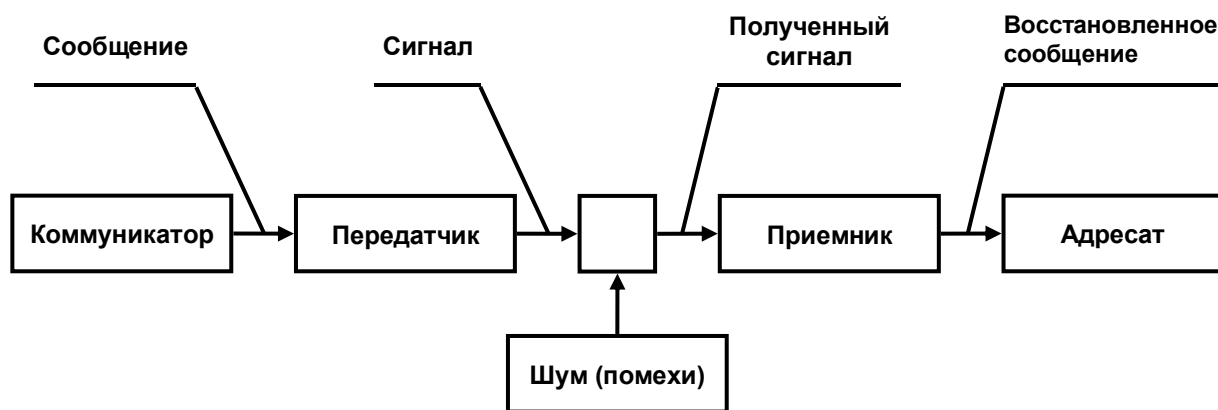 Сообщение
Сигнал
Полученный
сигнал
Восстановленное
сообщение
Коммуникатор
Передатчик
Приемник
Адресат
Шум (помехи)